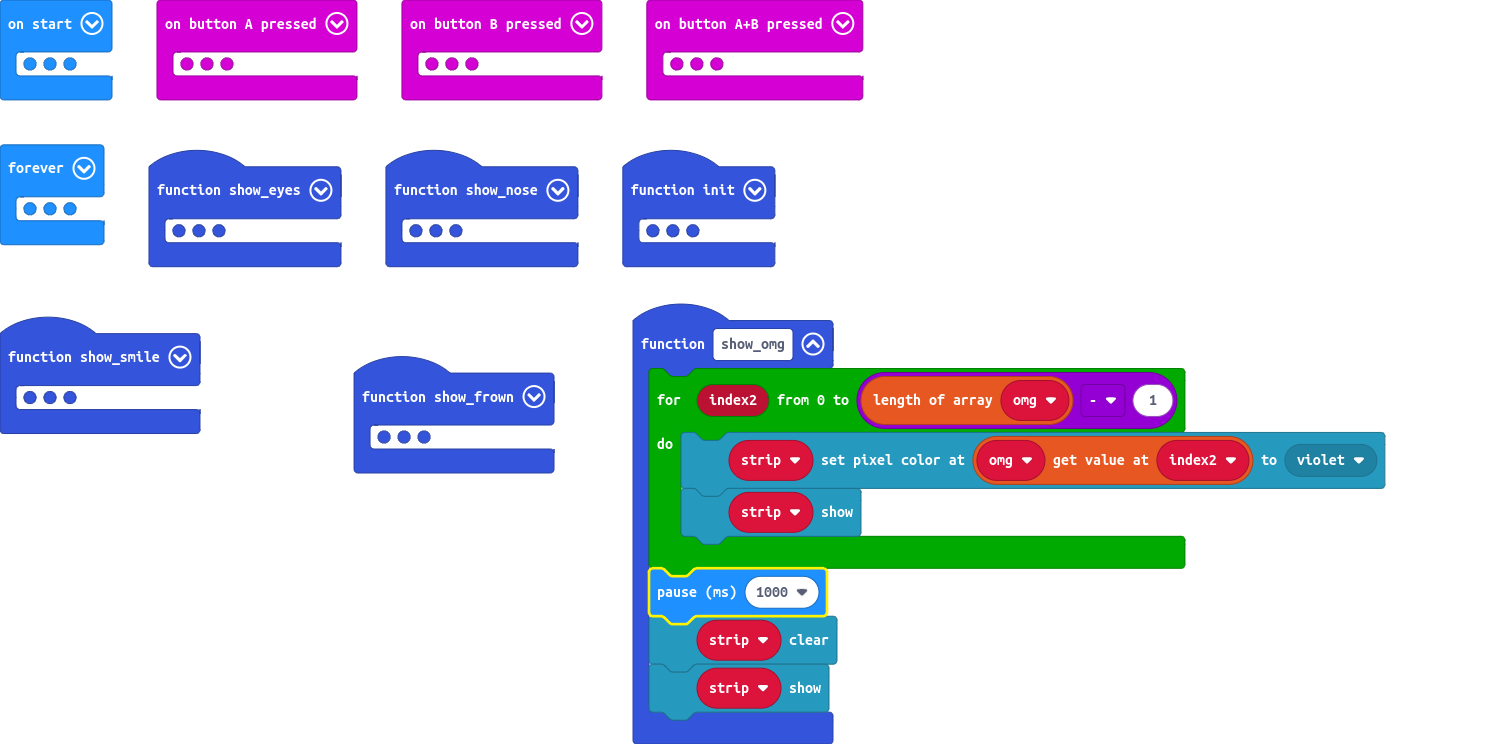 on start
on button A pressed
on button B pressed
on button A+B pressed
forever
function show_eyes
function show_nose
function init
function show_smile
function show_frown
function show_omg
for index2 from 0 to length of array omg - 1
do
strip set pixel color at omg get value at index2 to violet
strip show
pause (ms) 1000
strip clear
strip show